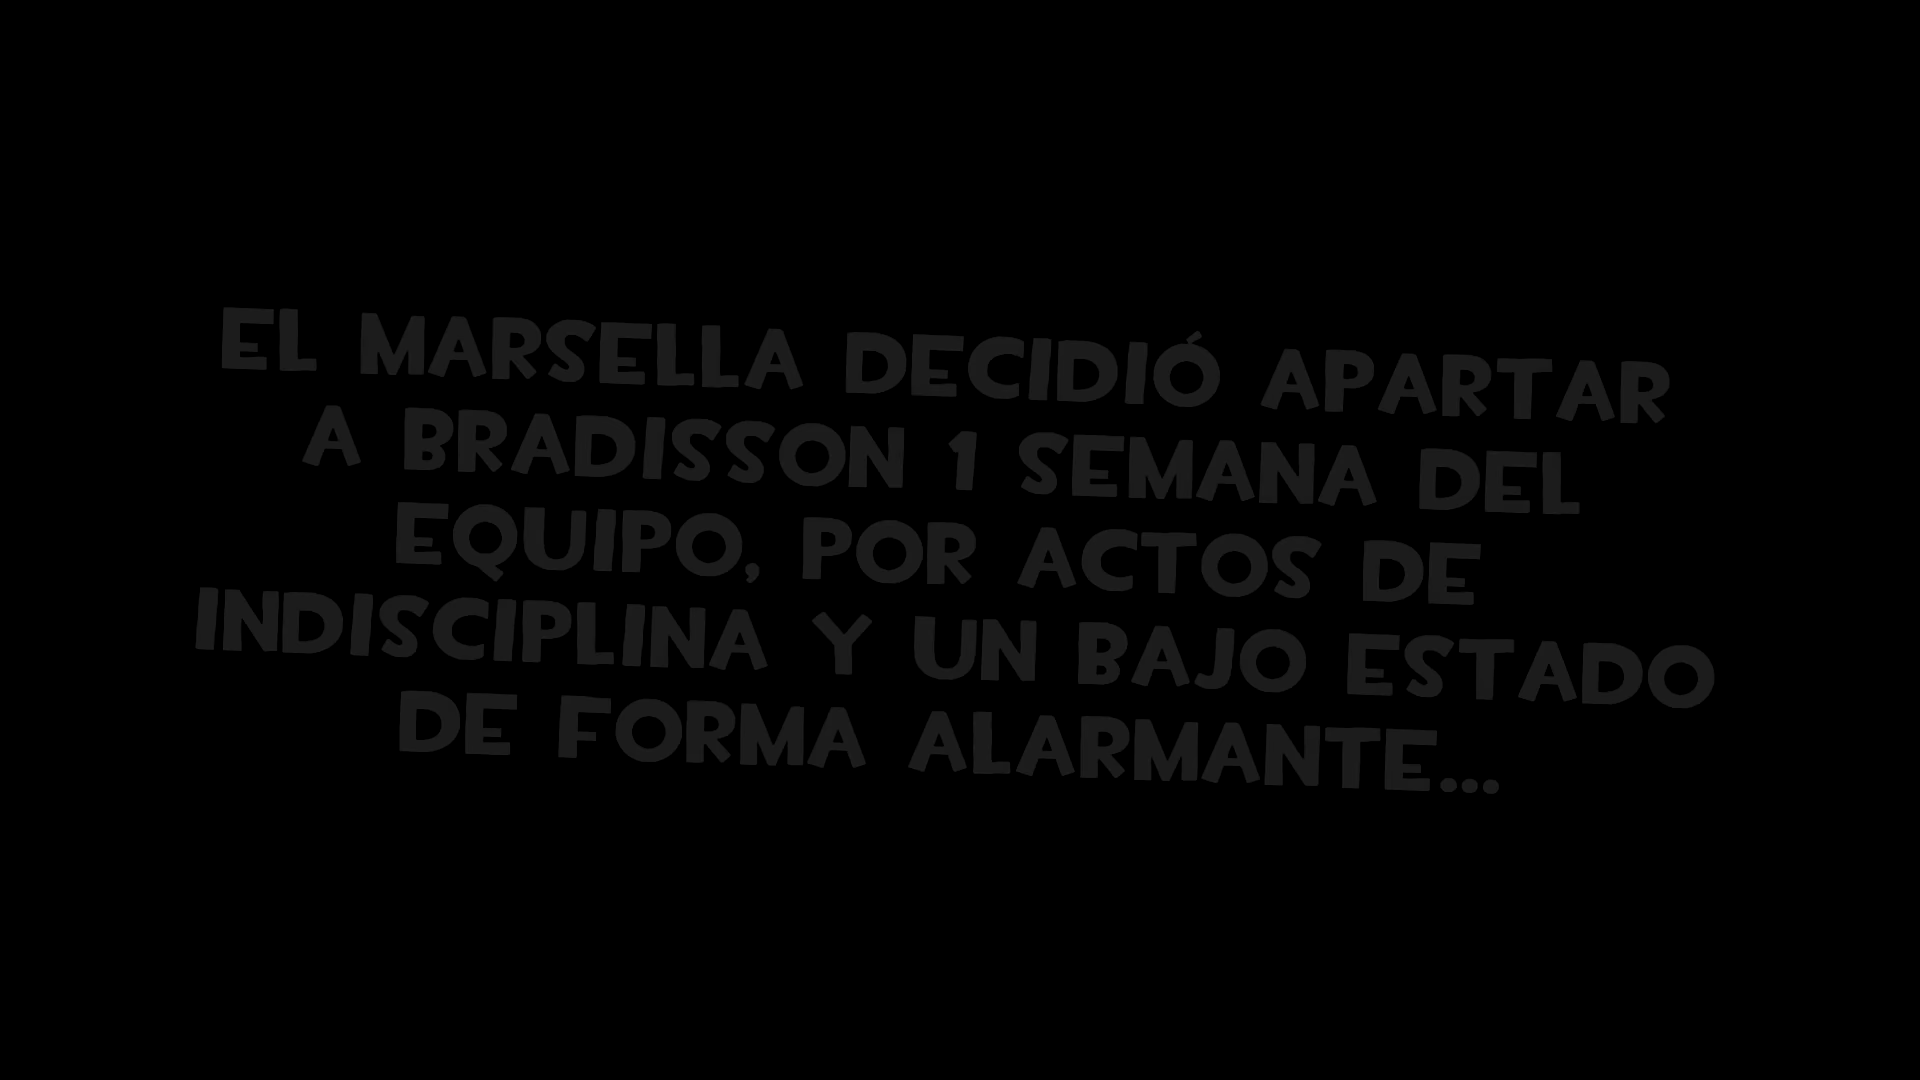 EL MARSELLA DECIDIÓ APARTAR
A BRADISSON 1 SEMANA DEL
EQUIPO, POR ACTOS DE
INDISCIPLINA Y UN BAJO ESTADO
DE FORMA ALARMANTE...